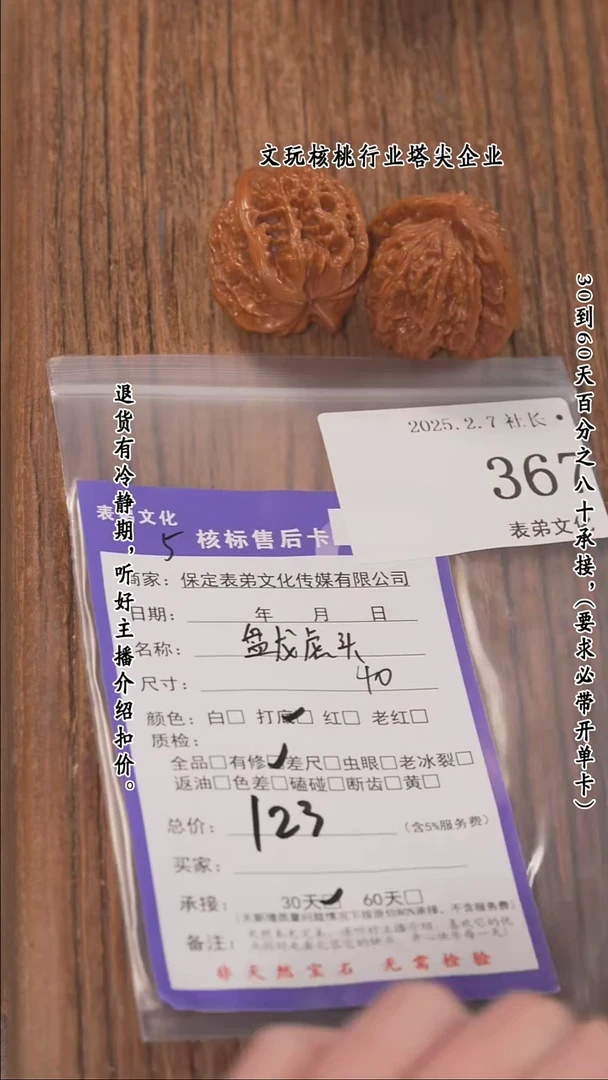 文玩核桃行业塔尖企业
30到60天百分之八十承接，（要求必带开单卡）
退货有冷静期，听好主播介绍扣价。
2025.2.7 社长
367
表弟文化
表弟文化
5
核标售后卡
商家：保定表弟文化传媒有限公司
日期： 年 月 日
名称：盘龙底头
尺寸：40
颜色：白□ 打底☑ 红□ 老红□
质检：
全品□有修☑差尺□虫眼□老冰裂□
返油□色差□磕碰□断齿□黄□
总价：123（含5%服务费）
买家：
承接：30天☑ 60天□
备注：
非天然宝石 无需检验